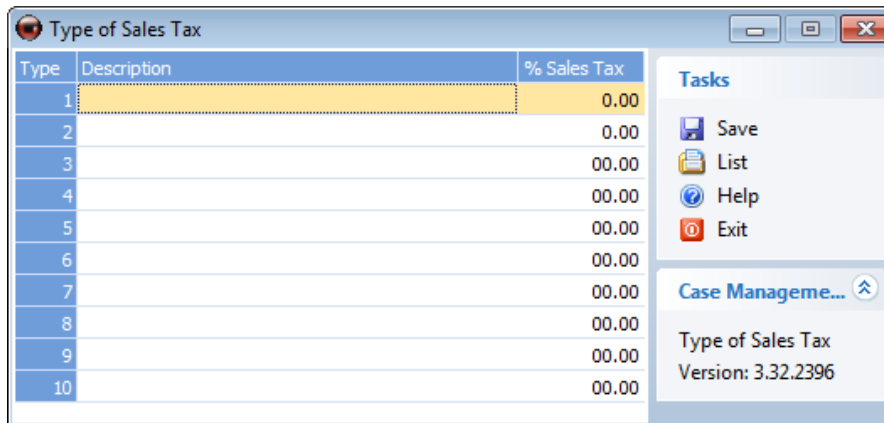 Type of Sales Tax
Type Description % Sales Tax
1 0.00
2 0.00
3 00.00
4 00.00
5 00.00
6 00.00
7 00.00
8 00.00
9 00.00
10 00.00
Tasks
Save
List
Help
Exit
Case Manageme...
Type of Sales Tax
Version: 3.32.2396